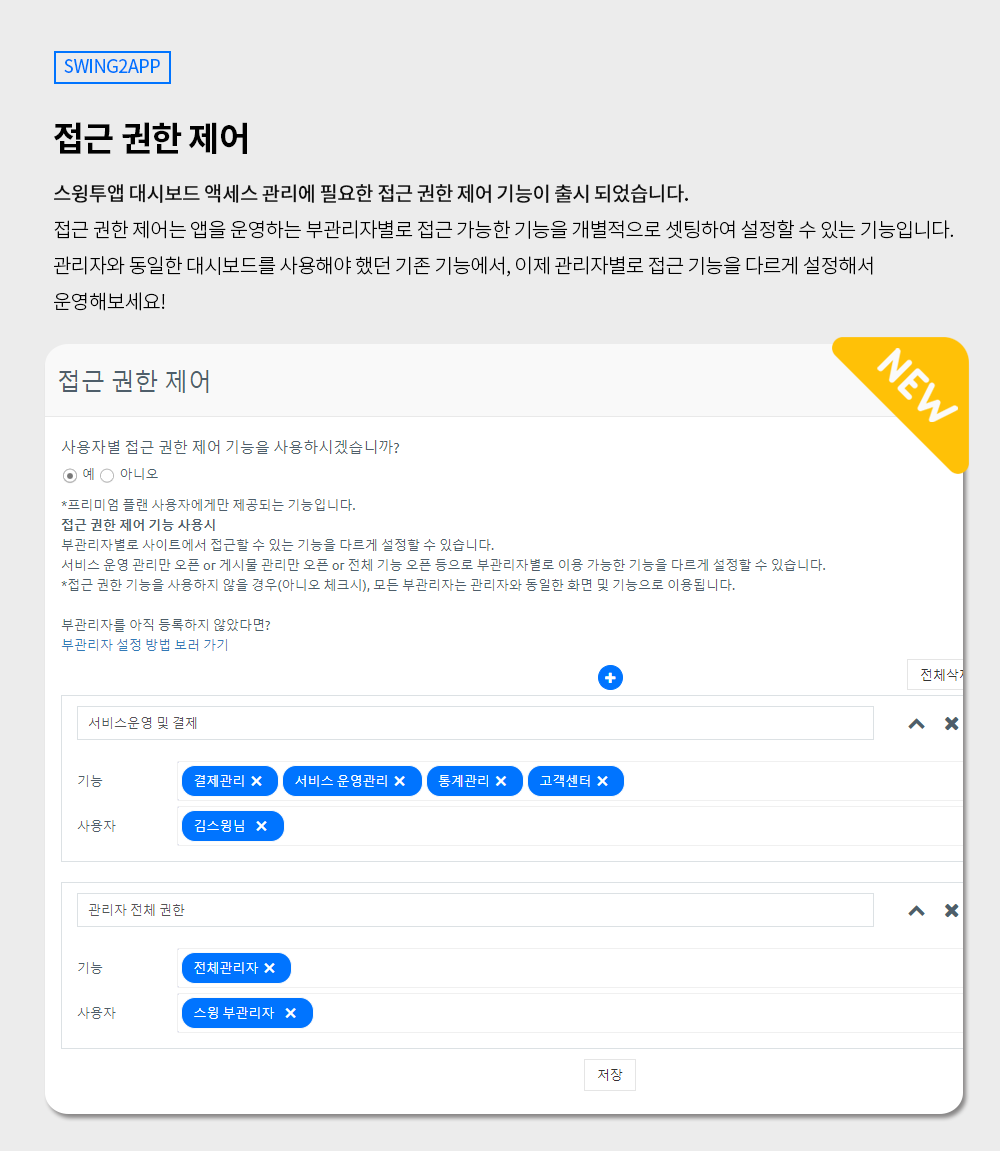 SWING2APP
접근 권한 제어
스윙투앱 대시보드 액세스 관리에 필요한 접근 권한 제어 기능이 출시 되었습니다.
접근 권한 제어는 앱을 운영하는 부관리자별로 접근 가능한 기능을 개별적으로 셋팅하여 설정할 수 있는 기능입니다.
관리자와 동일한 대시보드를 사용해야 했던 기존 기능에서, 이제 관리자별로 접근 기능을 다르게 설정해서
운영해보세요!
NEW
접근 권한 제어
사용자별 접근 권한 제어 기능을 사용하시겠습니까?
예 아니오
*프리미엄 플랜 사용자에게만 제공되는 기능입니다.
접근 권한 제어 기능 사용시
부관리자별로 사이트에서 접근할 수 있는 기능을 다르게 설정할 수 있습니다.
서비스 운영 관리만 오픈 or 게시물 관리만 오픈 or 전체 기능 오픈 등으로 부관리자별로 이용 가능한 기능을 다르게 설정할 수 있습니다.
*접근 권한 기능을 사용하지 않을 경우(아니오 체크시), 모든 부관리자는 관리자와 동일한 화면 및 기능으로 이용됩니다.
부관리자를 아직 등록하지 않았다면?
부관리자 설정 방법 보러 가기
서비스운영 및 결제
기능 결제관리 서비스 운영관리 통계관리 고객센터
사용자 김스윙님
관리자 전체 권한
기능 전체관리자
사용자 스윙 부관리자
저장